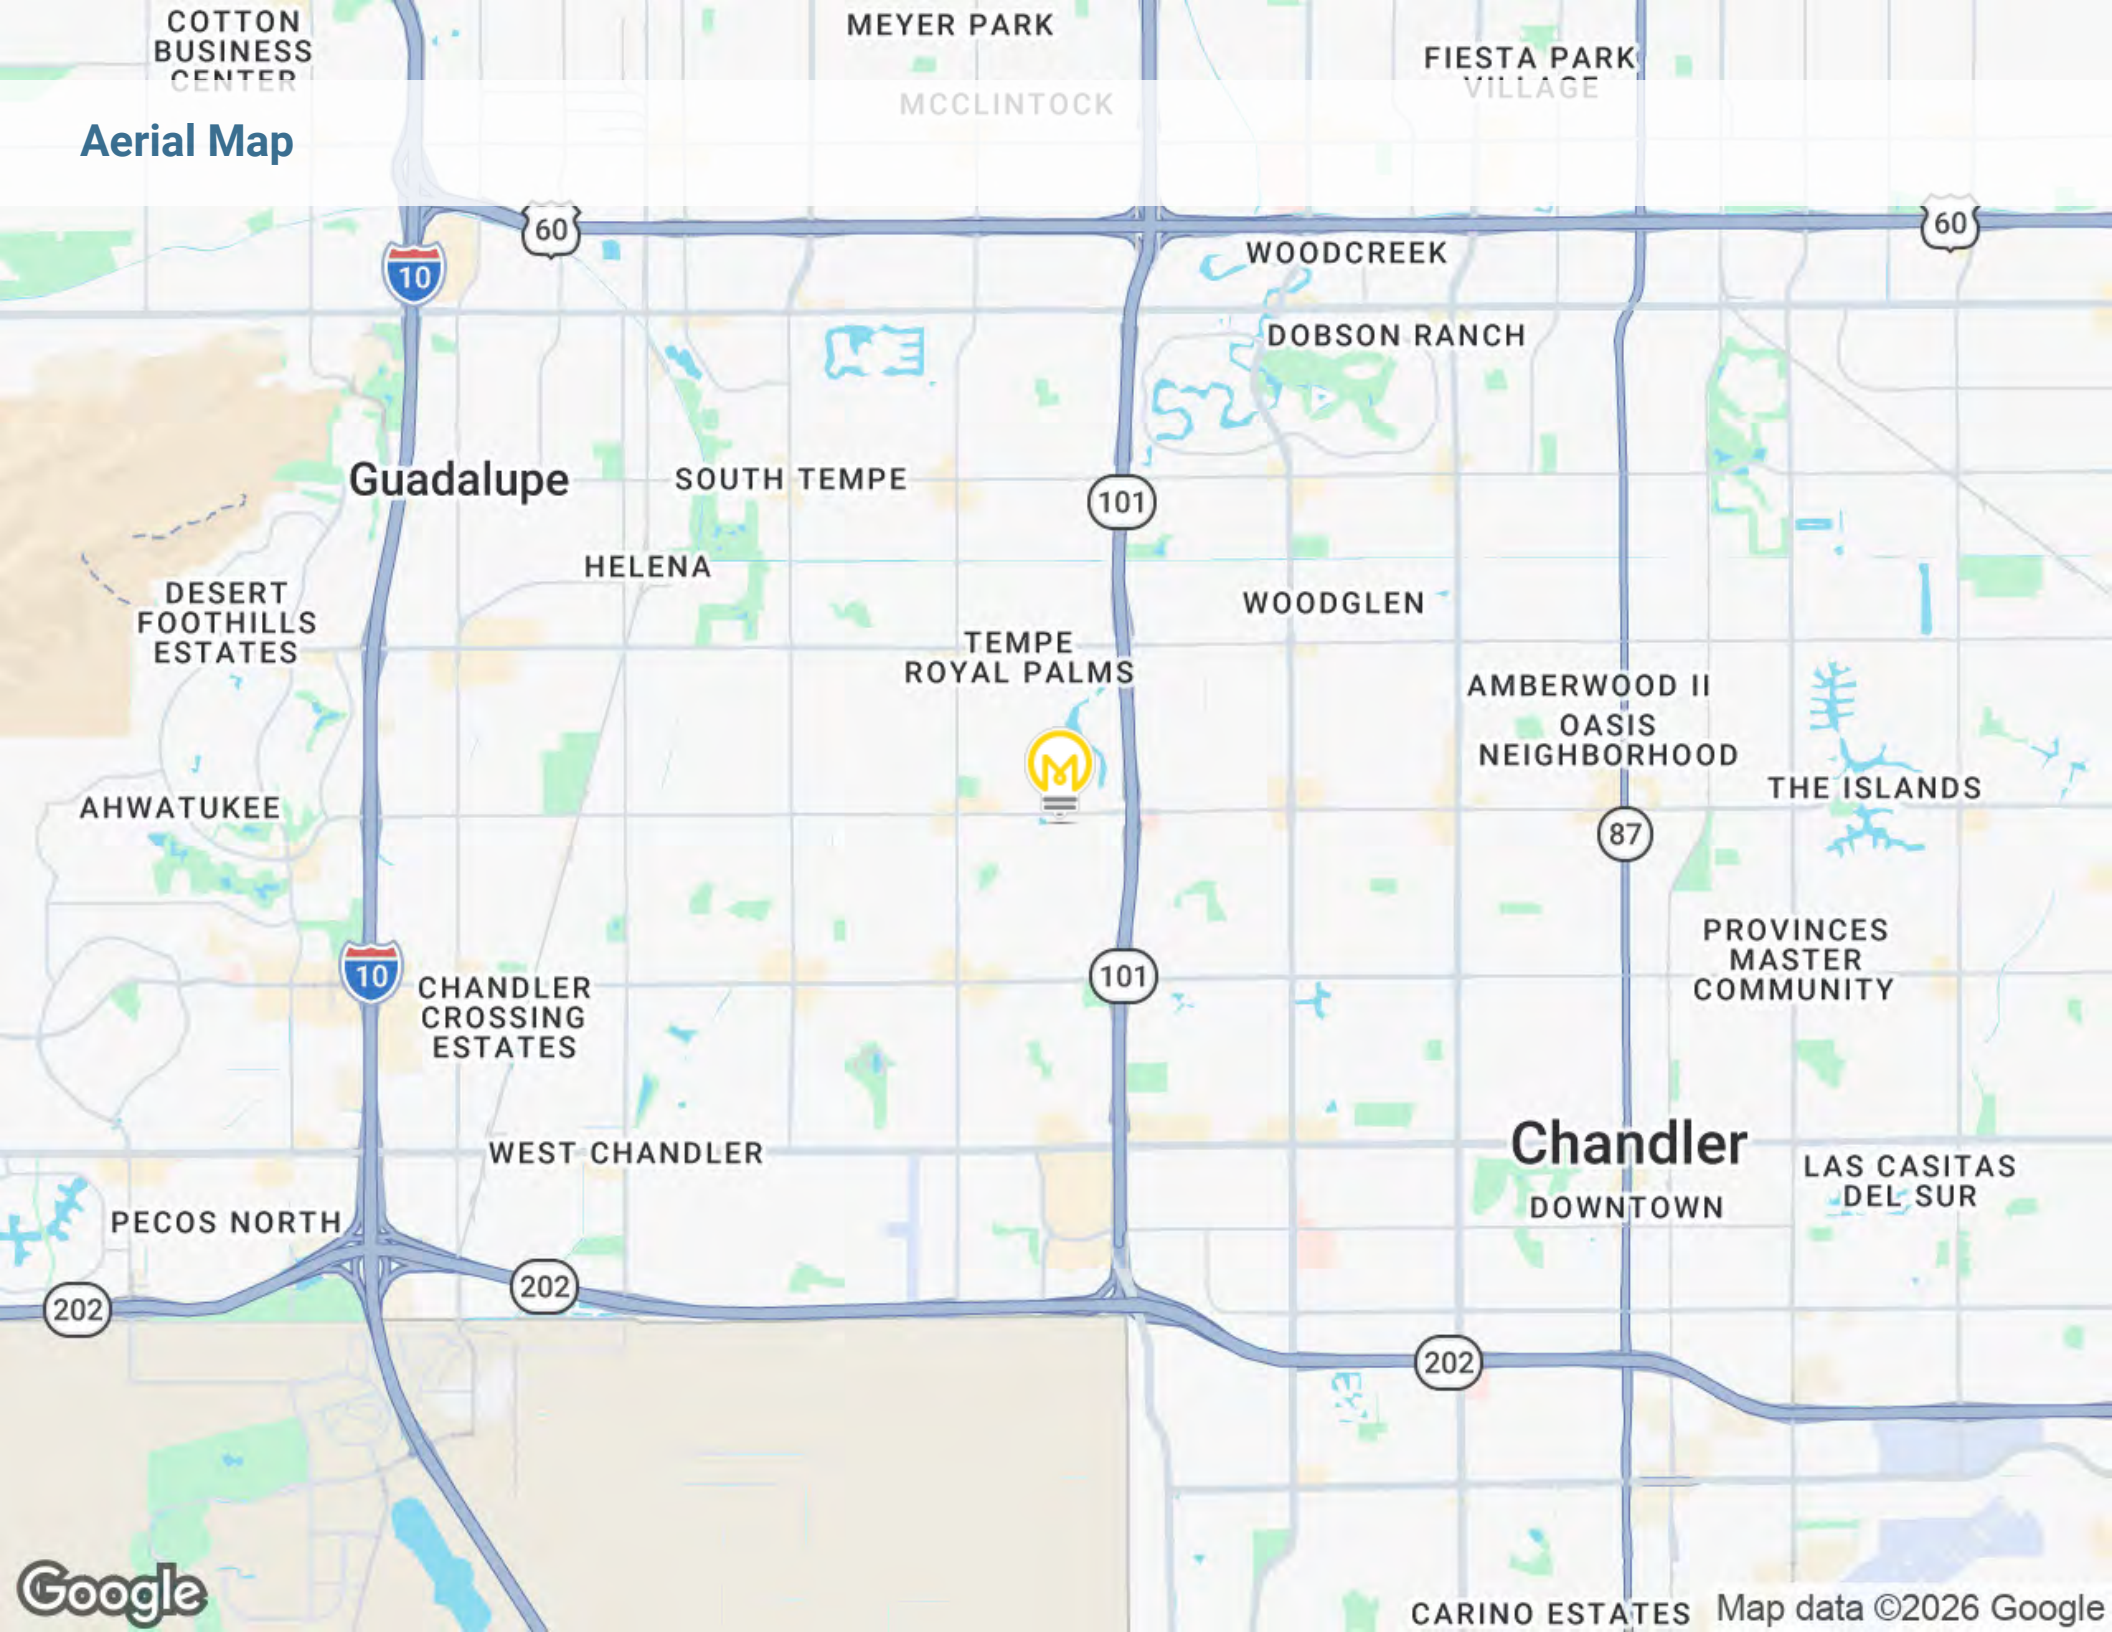 COTTON
BUSINESS
CENTER
MEYER PARK
FIESTA PARK
VILLAGE
MCCLINTOCK
Aerial Map
60
60
10
WOODCREEK
DOBSON RANCH
Guadalupe
SOUTH TEMPE
101
HELENA
DESERT
FOOTHILLS
ESTATES
WOODGLEN
TEMPE
ROYAL PALMS
AMBERWOOD II
OASIS
NEIGHBORHOOD
THE ISLANDS
AHWATUKEE
87
PROVINCES
MASTER
COMMUNITY
10
101
CHANDLER
CROSSING
ESTATES
WEST CHANDLER
Chandler
DOWNTOWN
LAS CASITAS
DEL SUR
PECOS NORTH
202
202
202
Google
CARINO ESTATES
Map data ©2026 Google